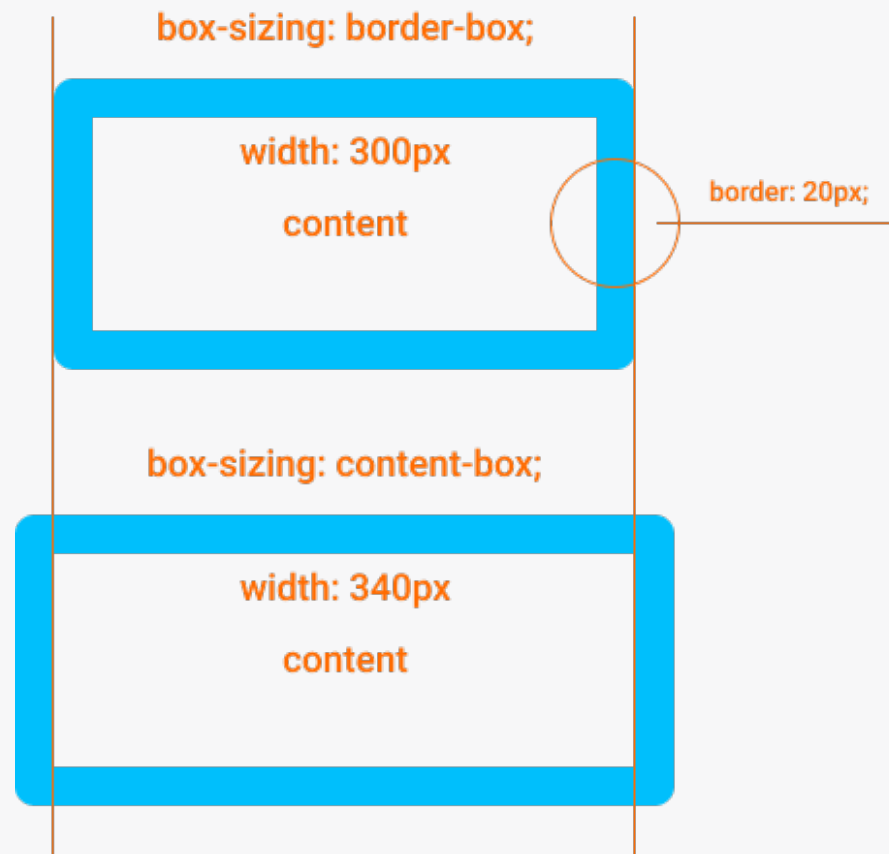 box-sizing: border-box;
width: 300px
border: 20px;
content
box-sizing: content-box;
width: 340px
content